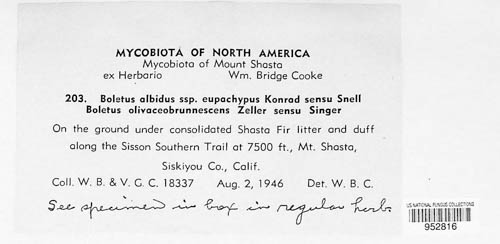 MYCOBIOTA OF NORTH AMERICA
Mycobiota of Mount Shasta
ex Herbario Wm. Bridge Cooke
203. Boletus albidus ssp. eupachypus Konrad sensu Snell
Boletus olivaceobrunnescens Zeller sensu Singer
On the ground under consolidated Shasta Fir litter and duff
along the Sisson Southern Trail at 7500 ft., Mt. Shasta,
Siskiyou Co., Calif.
Coll. W. B. & V. G. C. 18337 Aug. 2, 1946 Det. W. B. C.
See specimen in box in regular herb.
US NATIONAL FUNGUS COLLECTIONS
952816